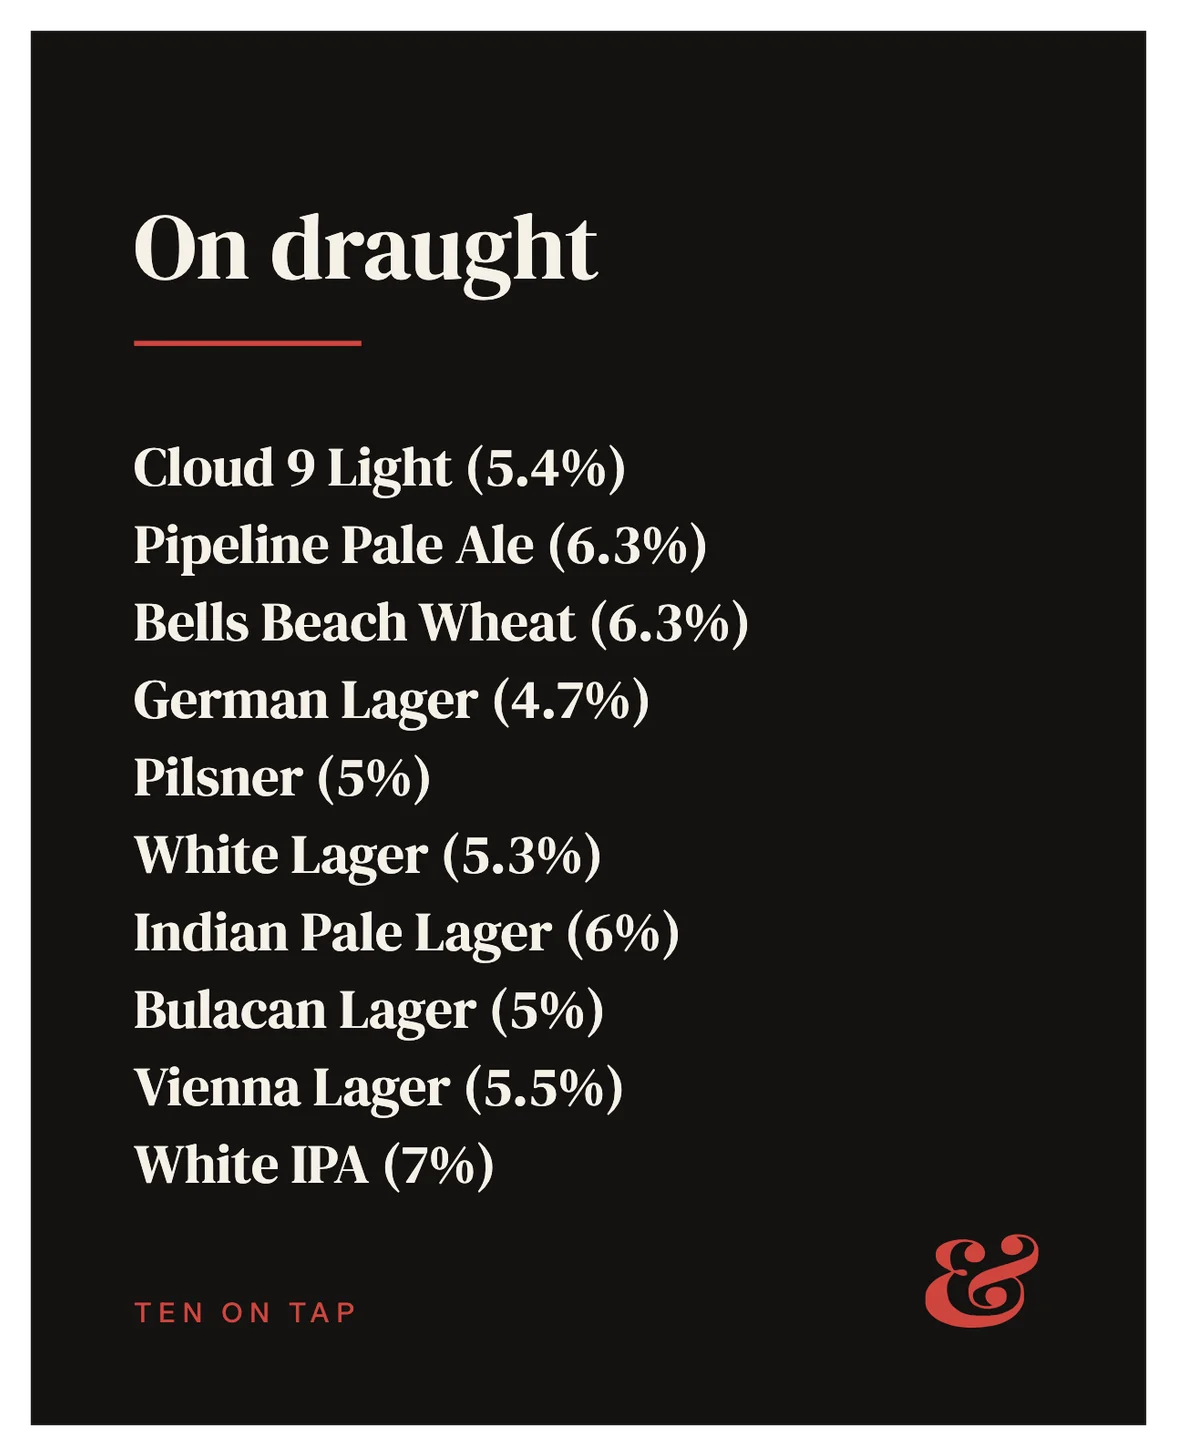 On draught
Cloud 9 Light (5.4%)
Pipeline Pale Ale (6.3%)
Bells Beach Wheat (6.3%)
German Lager (4.7%)
Pilsner (5%)
White Lager (5.3%)
Indian Pale Lager (6%)
Bulacan Lager (5%)
Vienna Lager (5.5%)
White IPA (7%)
&
TEN ON TAP